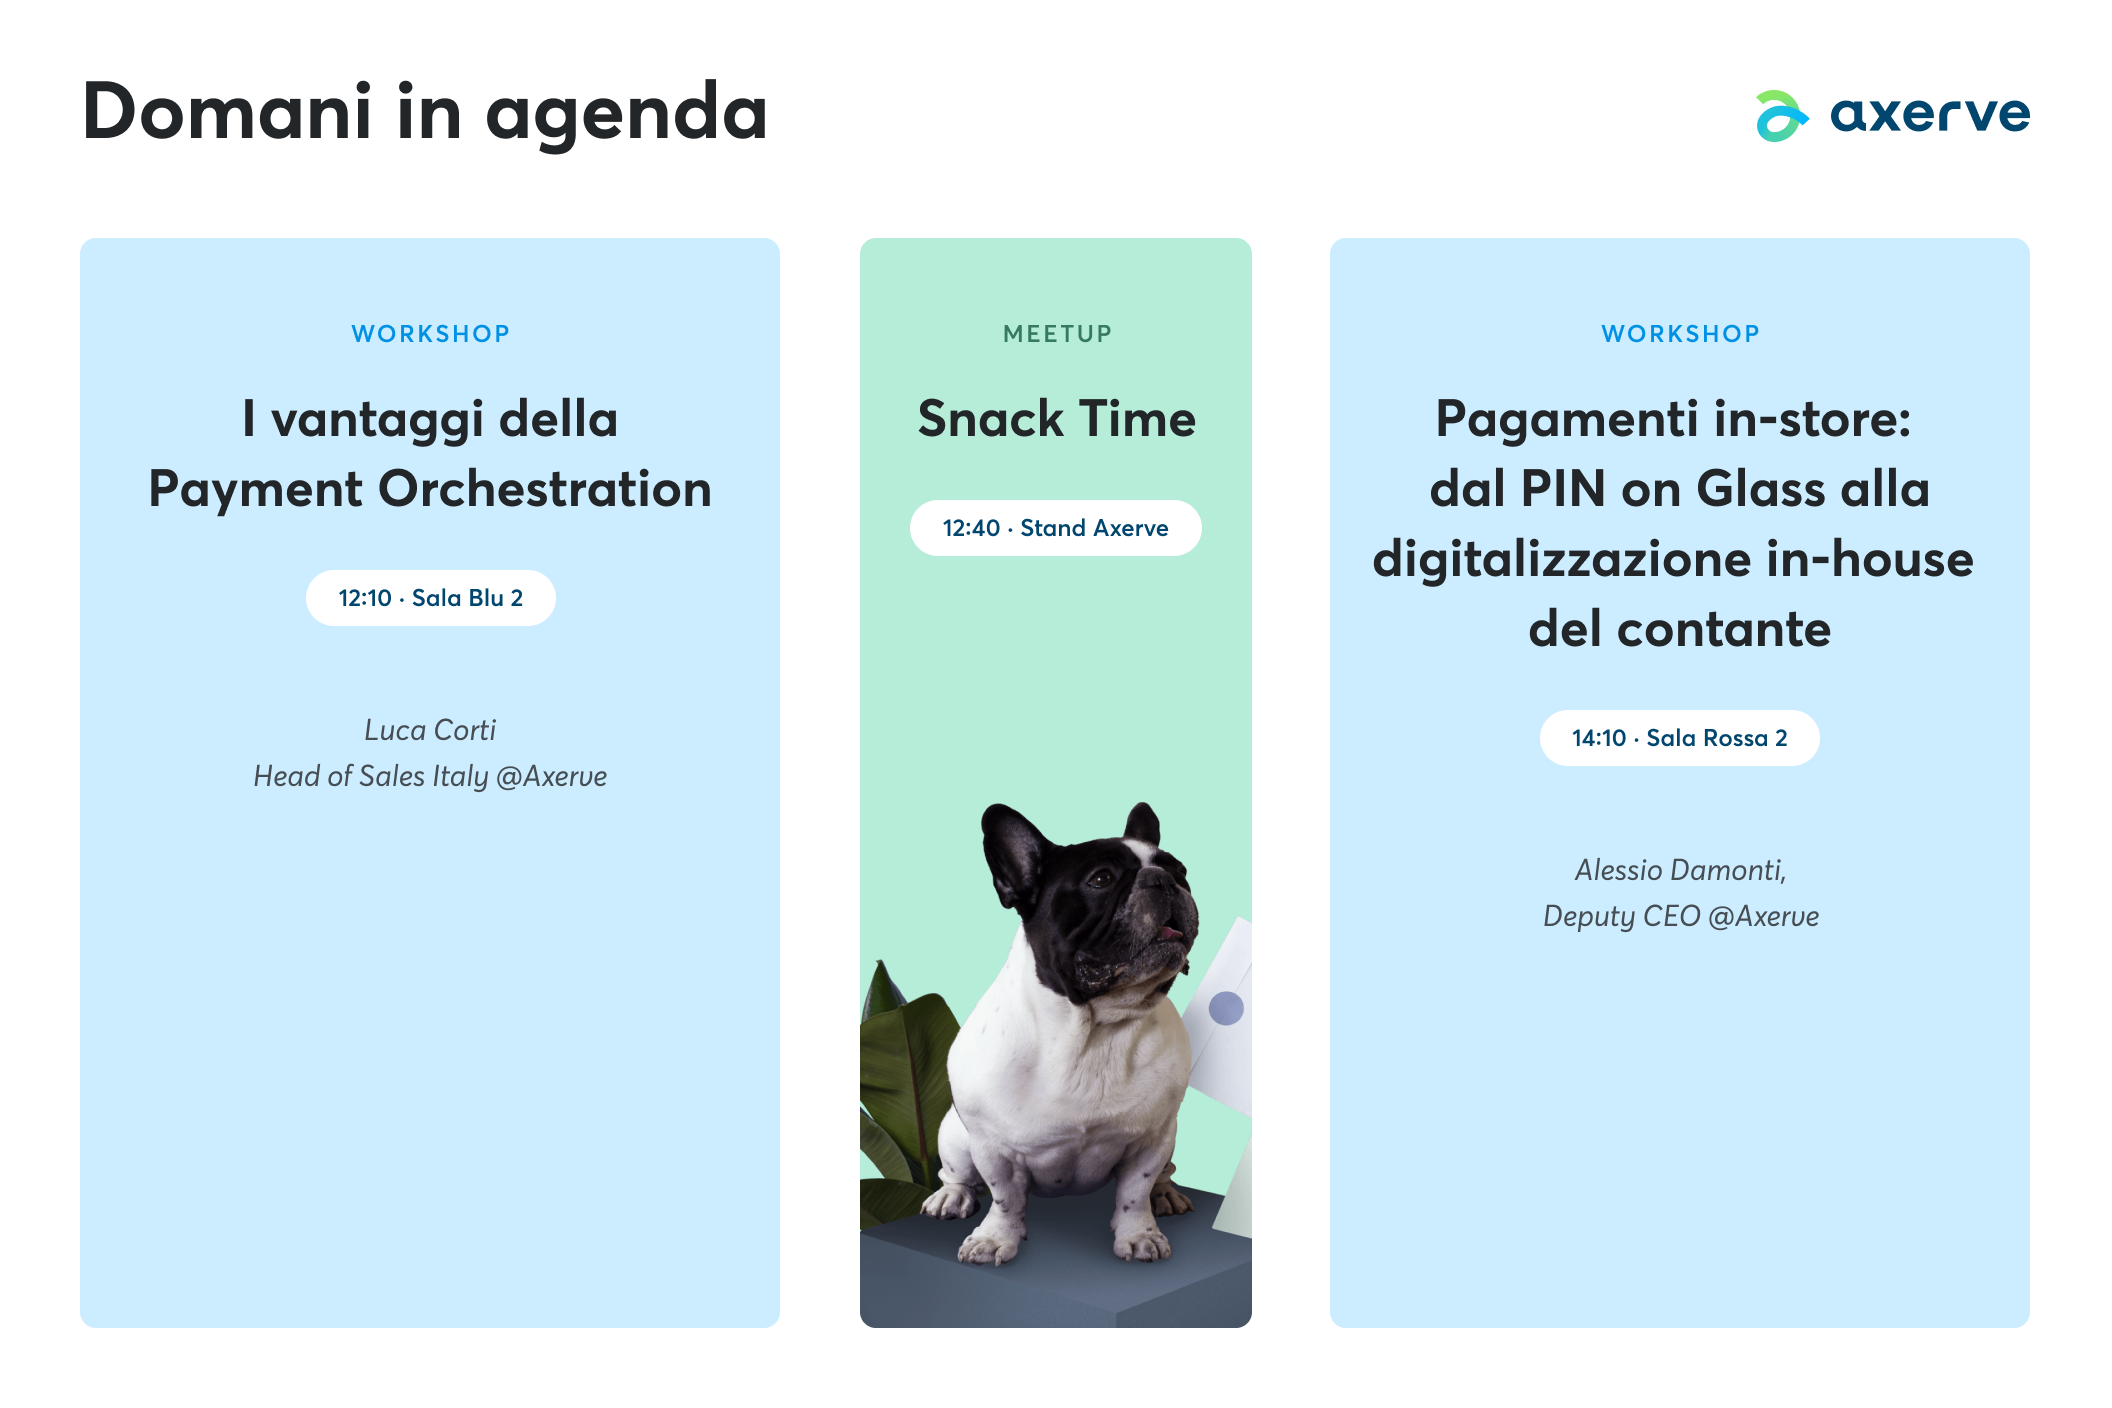 Domani in agenda
axerve
WORKSHOP
I vantaggi della
Payment Orchestration
12:10 · Sala Blu 2
Luca Corti
Head of Sales Italy @Axerve
MEETUP
Snack Time
12:40 · Stand Axerve
WORKSHOP
Pagamenti in-store:
dal PIN on Glass alla
digitalizzazione in-house
del contante
14:10 · Sala Rossa 2
Alessio Damonti,
Deputy CEO @Axerve